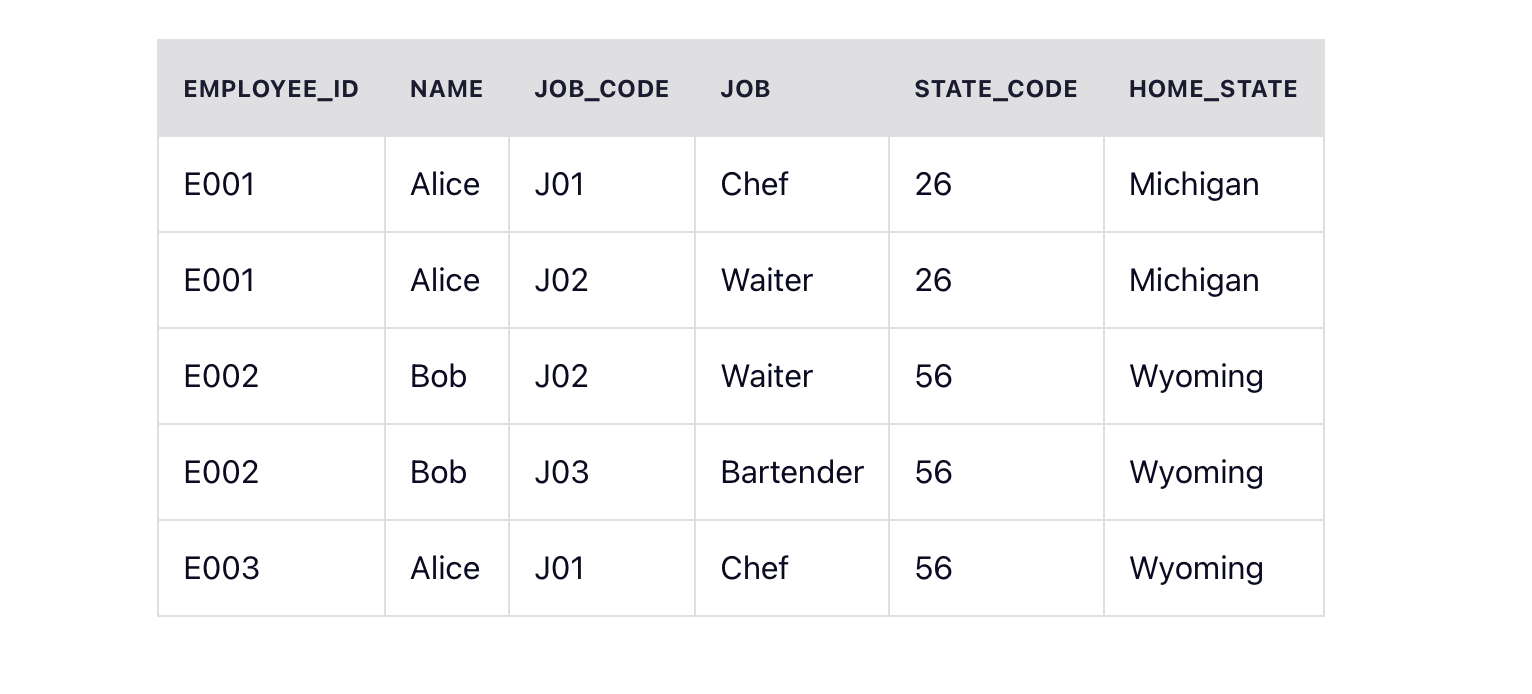 EMPLOYEE_ID NAME JOB_CODE JOB STATE_CODE HOME_STATE
E001 Alice J01 Chef 26 Michigan
E001 Alice J02 Waiter 26 Michigan
E002 Bob J02 Waiter 56 Wyoming
E002 Bob J03 Bartender 56 Wyoming
E003 Alice J01 Chef 56 Wyoming